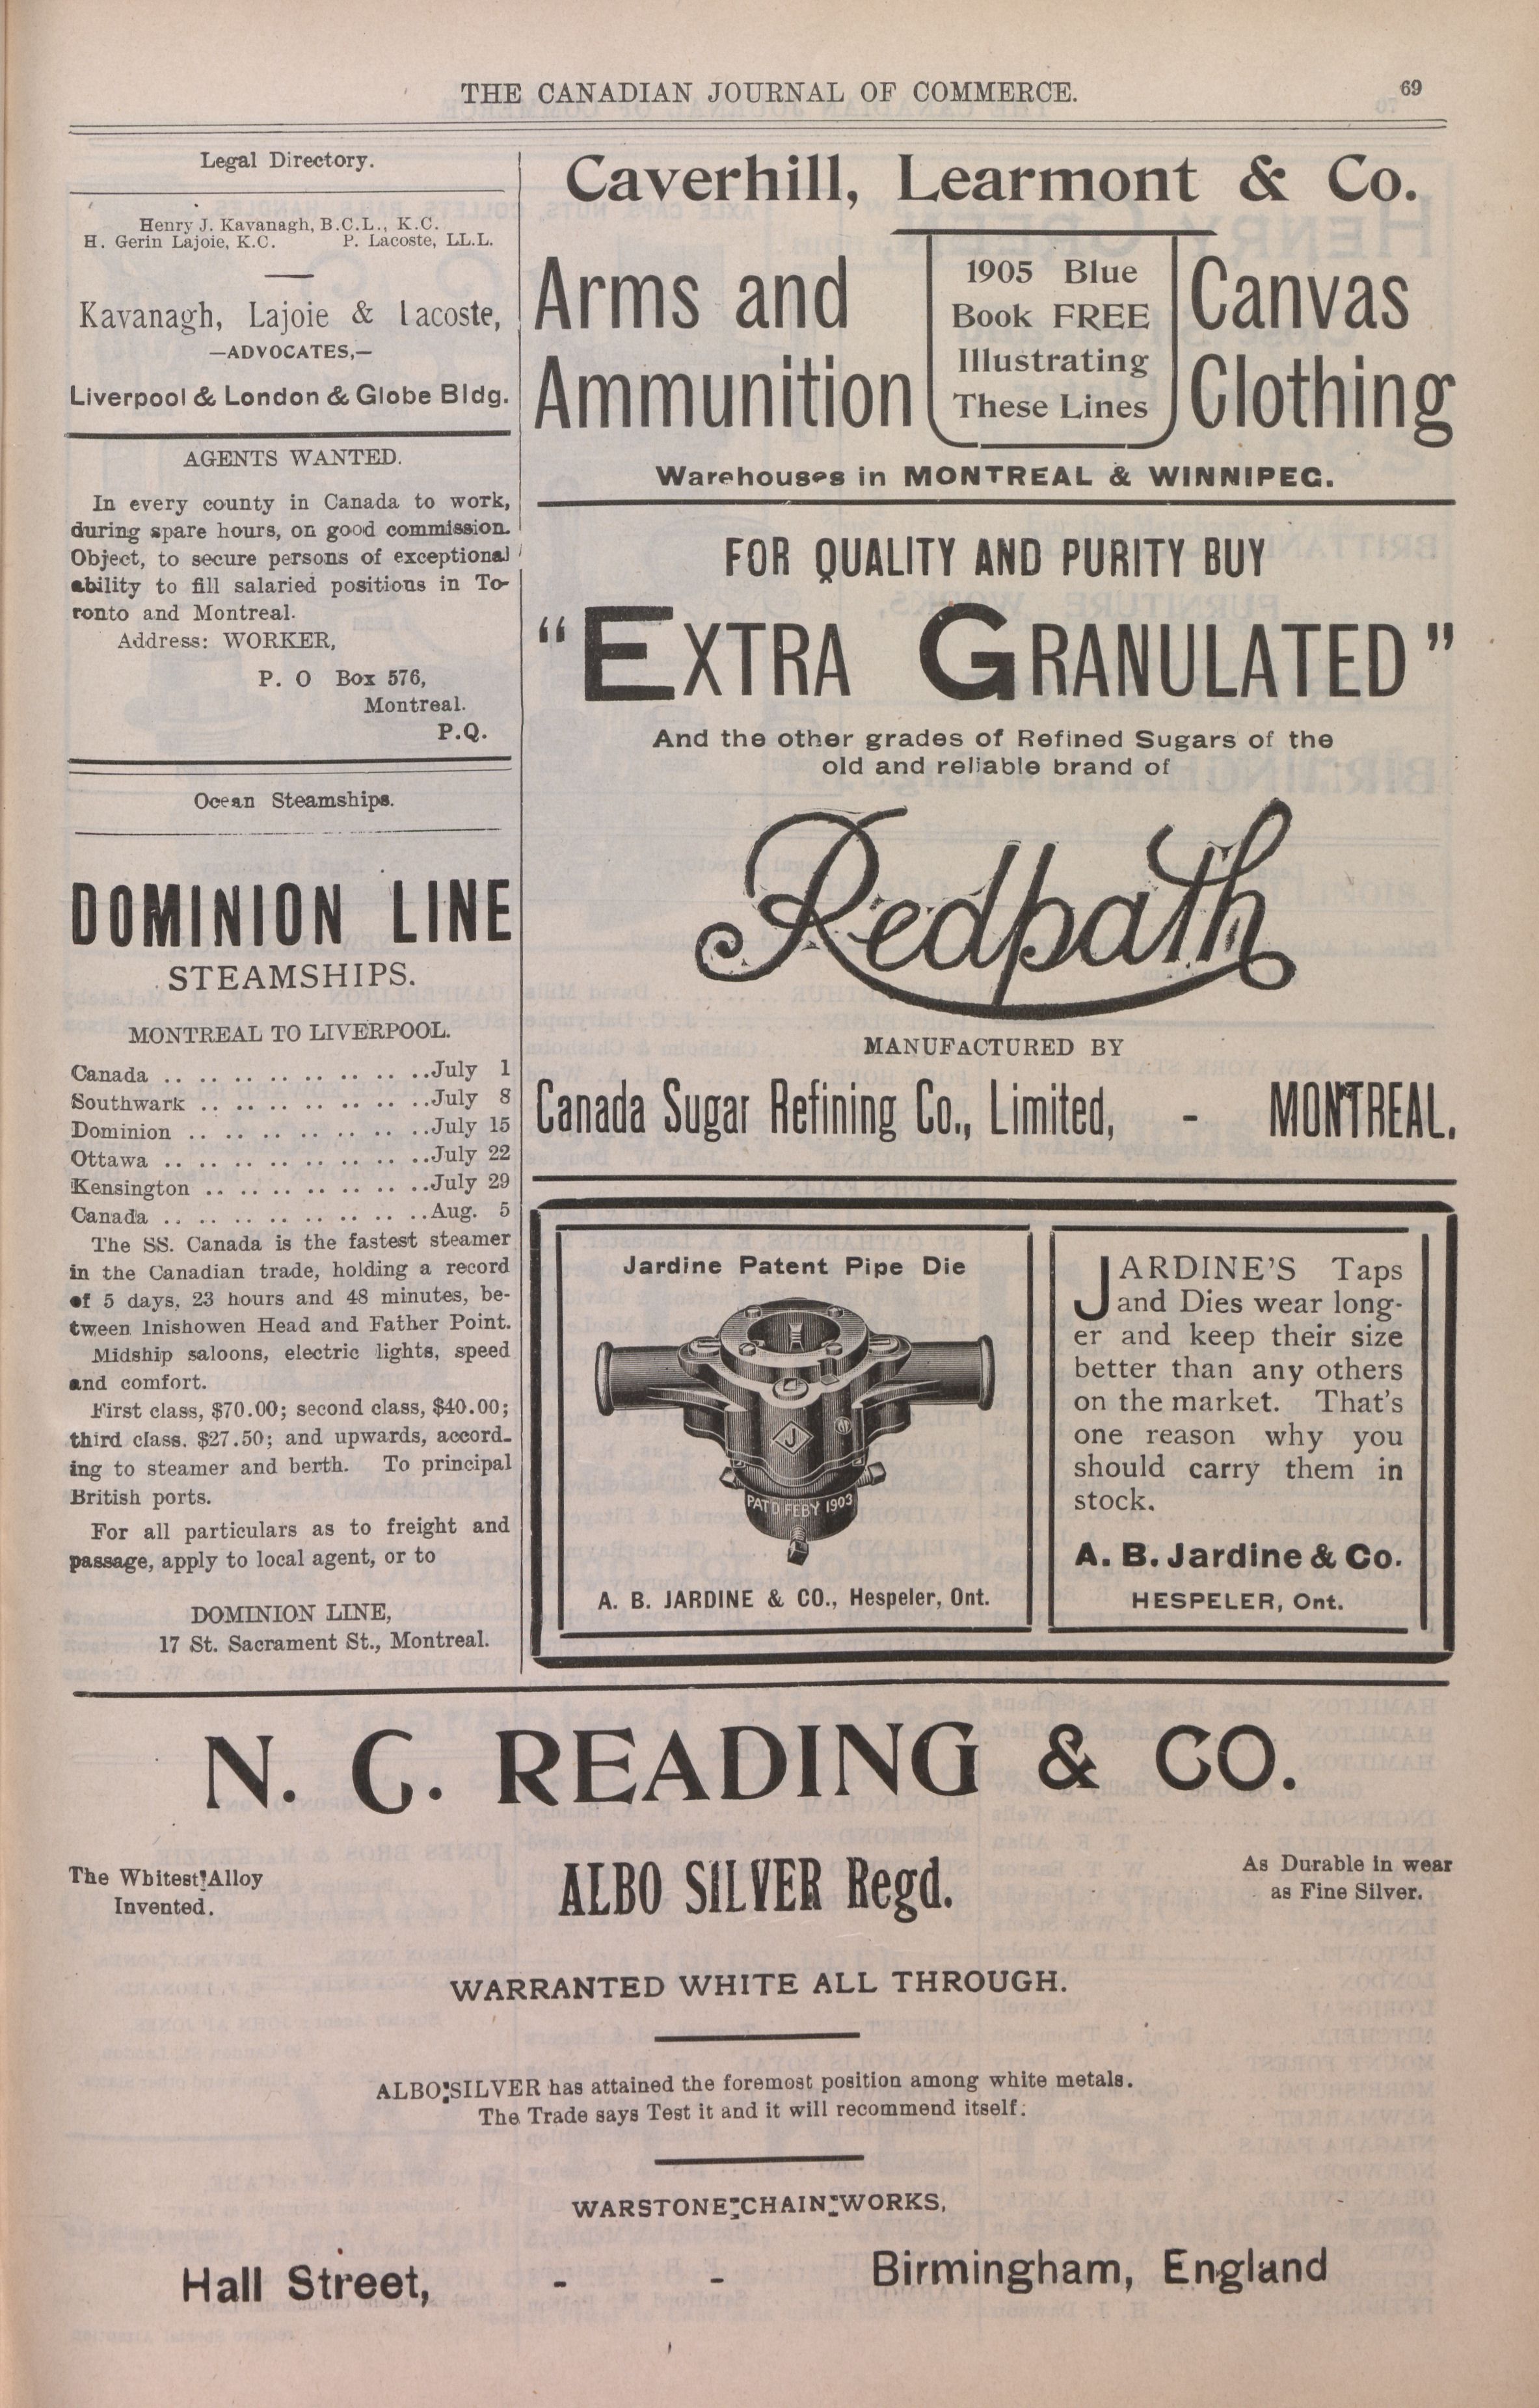 THE CANADIAN JOURNAL OF COMMERCE.
69
Legal Directory.
Henry J. Kavanagh, B.C.L., K.C.
H. Gerin Lajoie, K.C. P. Lacoste, LL.L.
Kavanagh, Lajoie & Lacoste,
—ADVOCATES,—
Liverpool & London & Globe Bldg.
AGENTS WANTED.
In every county in Canada to work,
during spare hours, on good commission.
Object, to secure persons of exceptional
ability to fill salaried positions in To-
ronto and Montreal.
Address: WORKER,
P. O Box 576,
Montreal.
P.Q.
Ocean Steamships.
DOMINION LINE
STEAMSHIPS.
MONTREAL TO LIVERPOOL.
Canada .. .. .. .. .. .. .. ..July 1
Southwark .. .. .. .. .. .. ..July 8
Dominion .. .. .. .. .. .. ..July 15
Ottawa .. .. .. .. .. .. .. ..July 22
Kensington .. .. .. .. .. .. ..July 29
Canada .. .. .. .. .. .. .. ..Aug. 5
The SS. Canada is the fastest steamer
in the Canadian trade, holding a record
of 5 days, 23 hours and 48 minutes, be-
tween Inishowen Head and Father Point.
Midship saloons, electric lights, speed
and comfort.
First class, $70.00; second class, $40.00;
third class. $27.50; and upwards, accord-
ing to steamer and berth. To principal
British ports.
For all particulars as to freight and
passage, apply to local agent, or to
DOMINION LINE,
17 St. Sacrament St., Montreal.
Caverhill, Learmont & Co.
Arms and
Ammunition
1905 Blue
Book FREE
Illustrating
These Lines
Canvas
Clothing
Warehouses in MONTREAL & WINNIPEG.
FOR QUALITY AND PURITY BUY
"EXTRA GRANULATED"
And the other grades of Refined Sugars of the
old and reliable brand of
Redpath
MANUFACTURED BY
Canada Sugar Refining Co., Limited, - MONTREAL.
Jardine Patent Pipe Die
J
PAT'D FEBY 1903
A. B. JARDINE & CO., Hespeler, Ont.
JARDINE'S Taps
and Dies wear long-
er and keep their size
better than any others
on the market. That's
one reason why you
should carry them in
stock.
A. B. Jardine & Co.
HESPELER, Ont.
N. C. READING & CO.
The Whitest Alloy
Invented.
ALBO SILVER Regd.
As Durable in wear
as Fine Silver.
WARRANTED WHITE ALL THROUGH.
ALBO SILVER has attained the foremost position among white metals.
The Trade says Test it and it will recommend itself.
WARSTONE CHAIN WORKS,
Hall Street, - - Birmingham, England